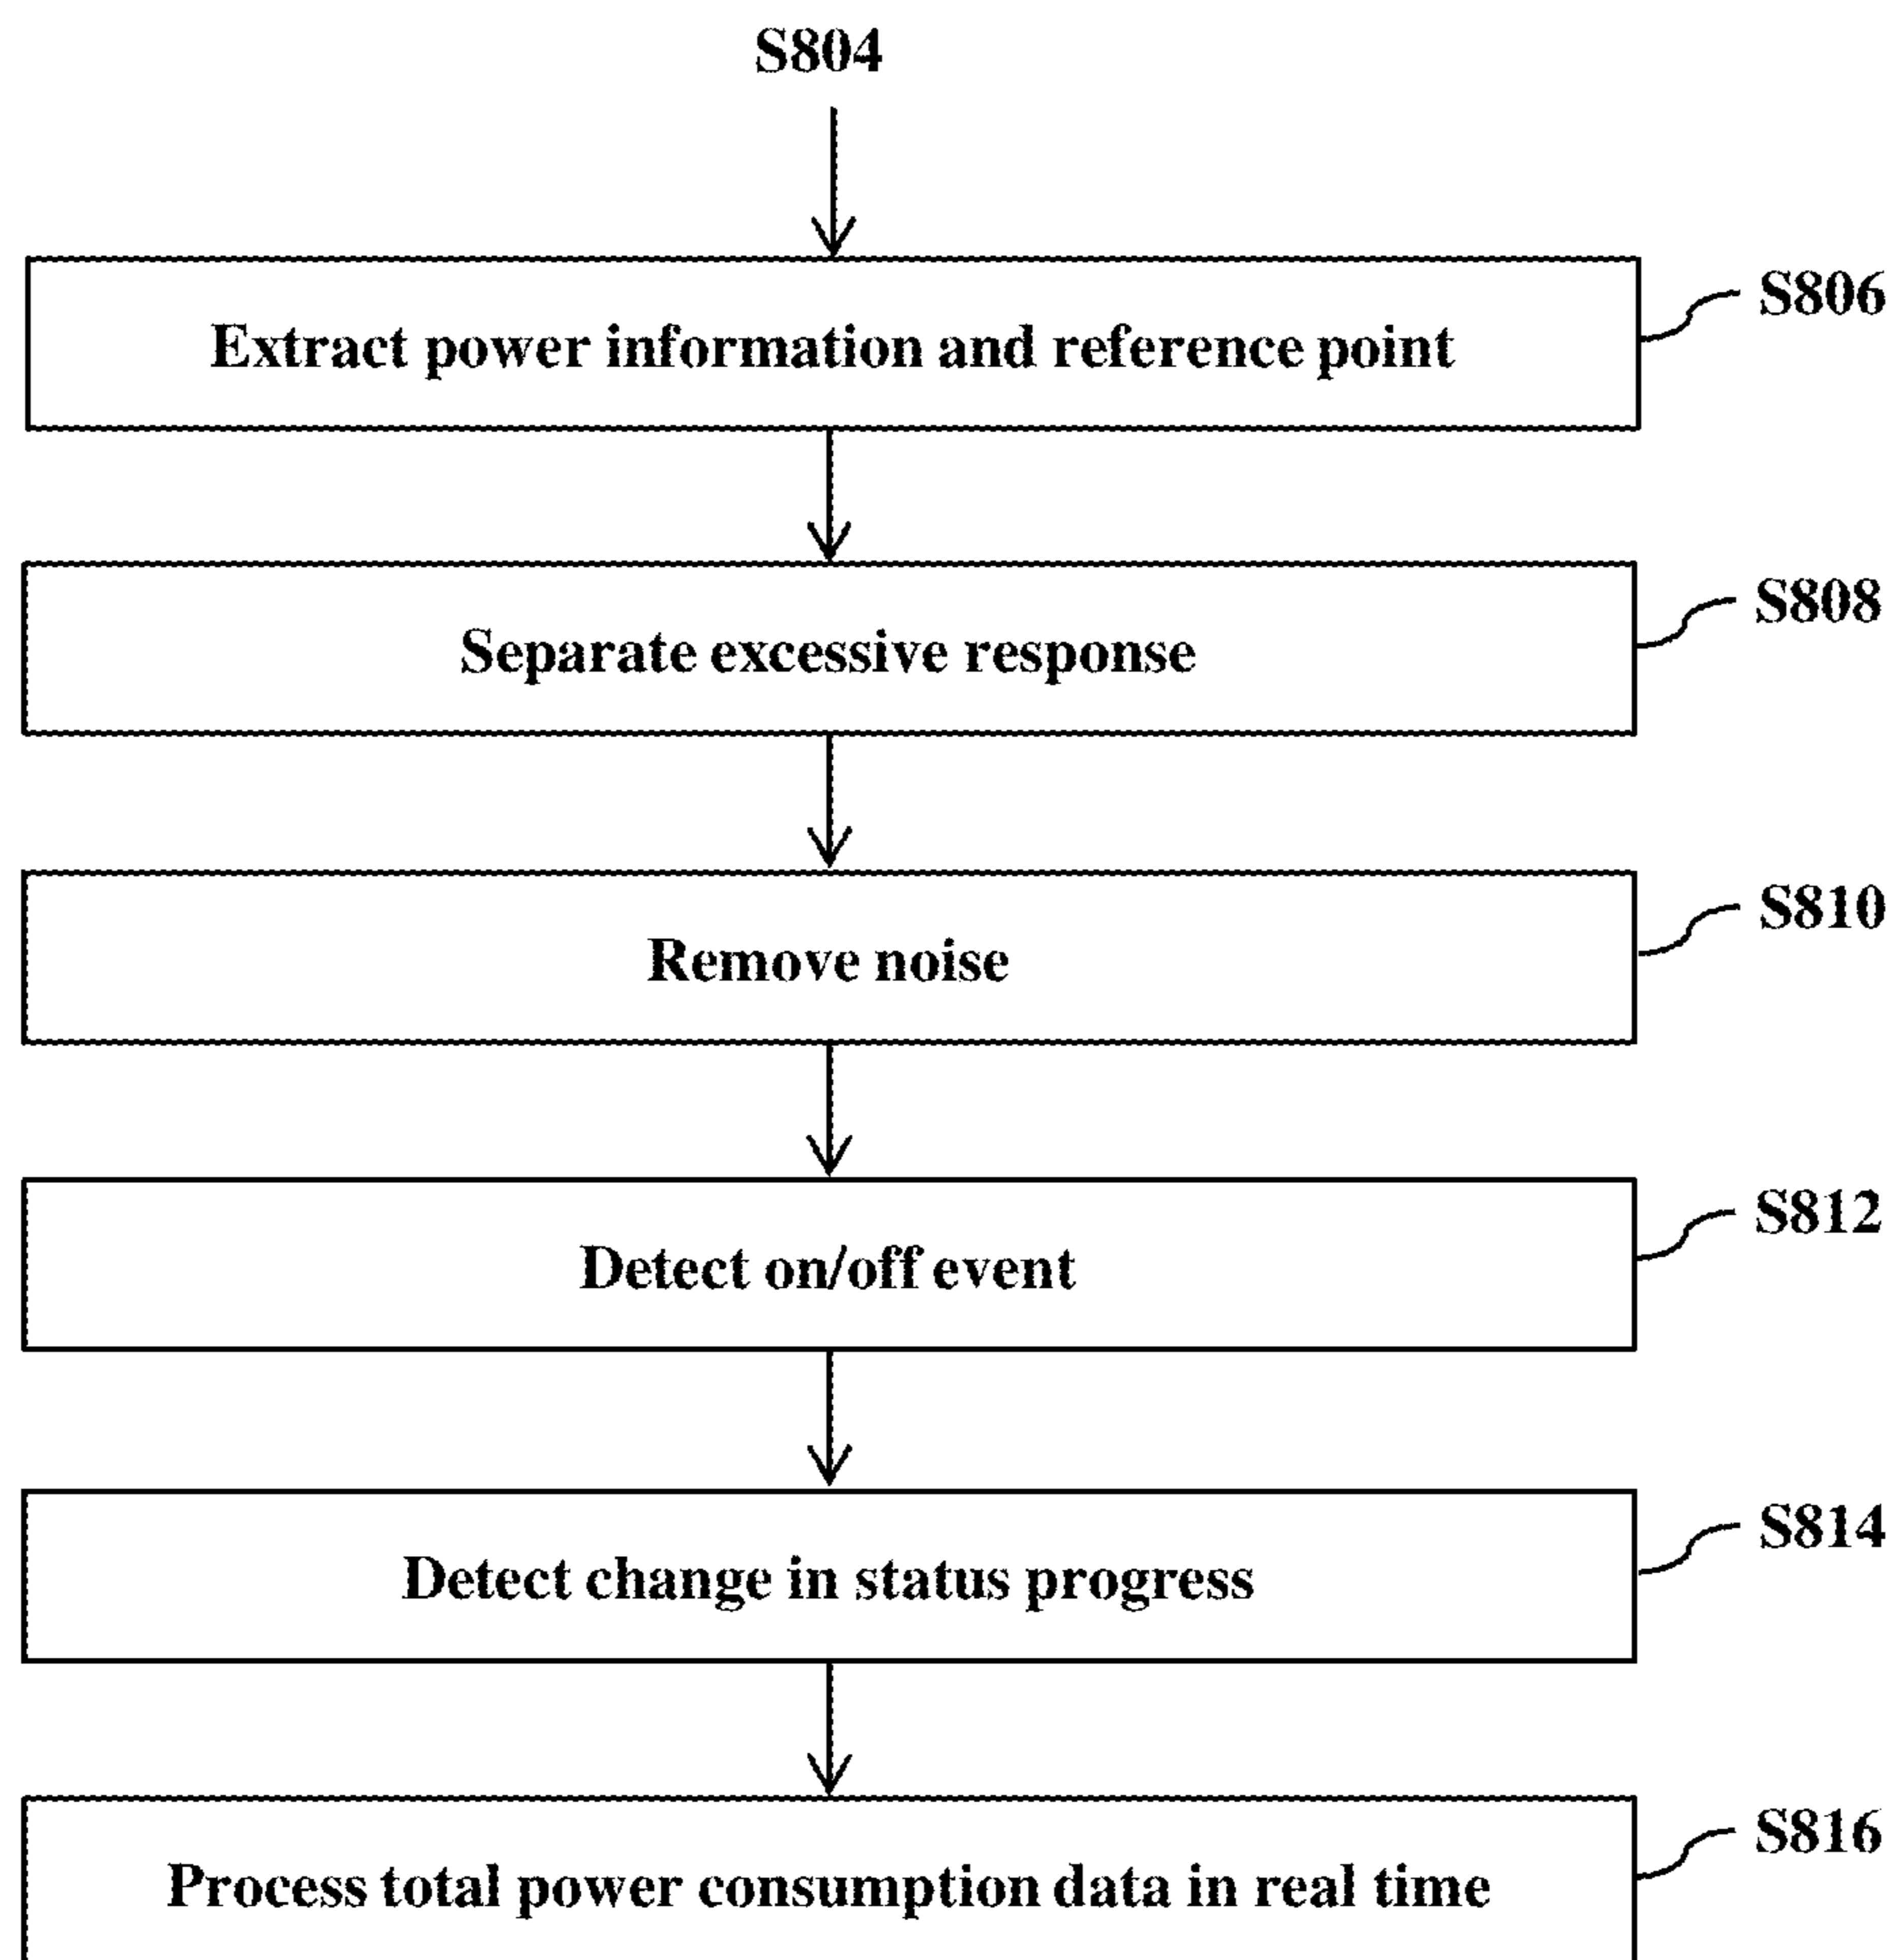 S804
Extract power information and reference point
S806
Separate excessive response
S808
Remove noise
S810
Detect on/off event
S812
Detect change in status progress
S814
Process total power consumption data in real time
S816